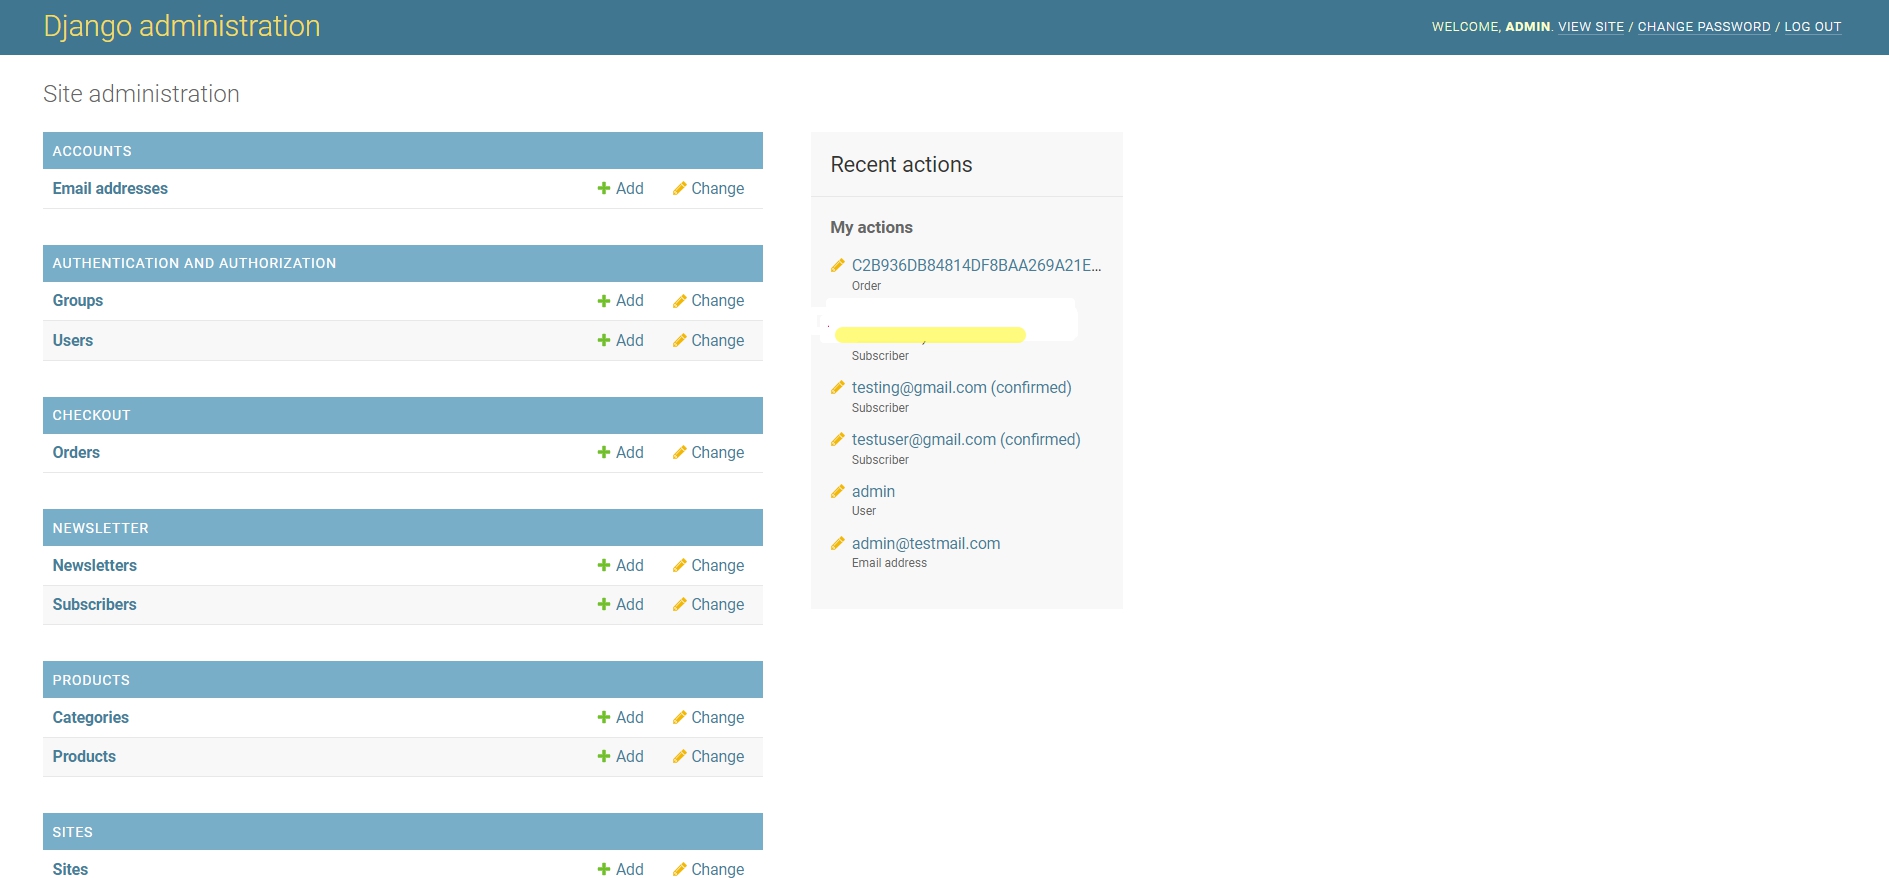 Django administration
WELCOME, ADMIN. VIEW SITE / CHANGE PASSWORD / LOG OUT
Site administration
ACCOUNTS
Email addresses Add Change
AUTHENTICATION AND AUTHORIZATION
Groups Add Change
Users Add Change
CHECKOUT
Orders Add Change
NEWSLETTER
Newsletters Add Change
Subscribers Add Change
PRODUCTS
Categories Add Change
Products Add Change
SITES
Sites Add Change
Recent actions
My actions
C2B936DB84814DF8BAA269A21E...
Order
Subscriber
testing@gmail.com (confirmed)
Subscriber
testuser@gmail.com (confirmed)
Subscriber
admin
User
admin@testmail.com
Email address